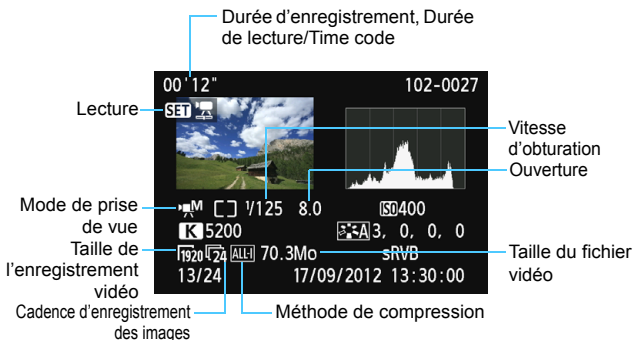 Durée d'enregistrement, Durée
de lecture/Time code
00'12"
102-0027
Lecture
SET
Vitesse
d'obturation
Ouverture
Mode de prise
de vue
M
1/125
8.0
ISO400
K 5200
A 3, 0, 0, 0
Taille de
l'enregistrement
vidéo
1920
24
ALL-I
70.3Mo
sRVB
Taille du fichier
vidéo
13/24
17/09/2012 13:30:00
Cadence d'enregistrement
des images
Méthode de compression